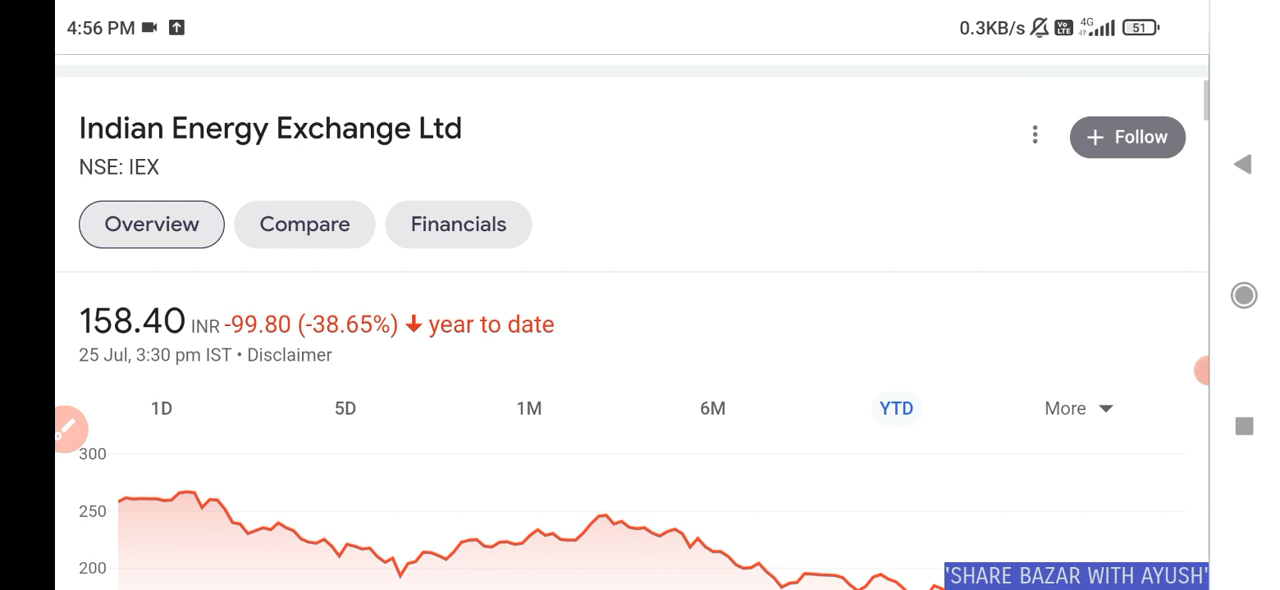 4:56 PM
0.3KB/s Vo LTE 4G 51
Indian Energy Exchange Ltd
NSE: IEX
+ Follow
Overview Compare Financials
158.40 INR -99.80 (-38.65%) ↓ year to date
25 Jul, 3:30 pm IST • Disclaimer
1D 5D 1M 6M YTD More
300
250
200
'SHARE BAZAR WITH AYUSH'